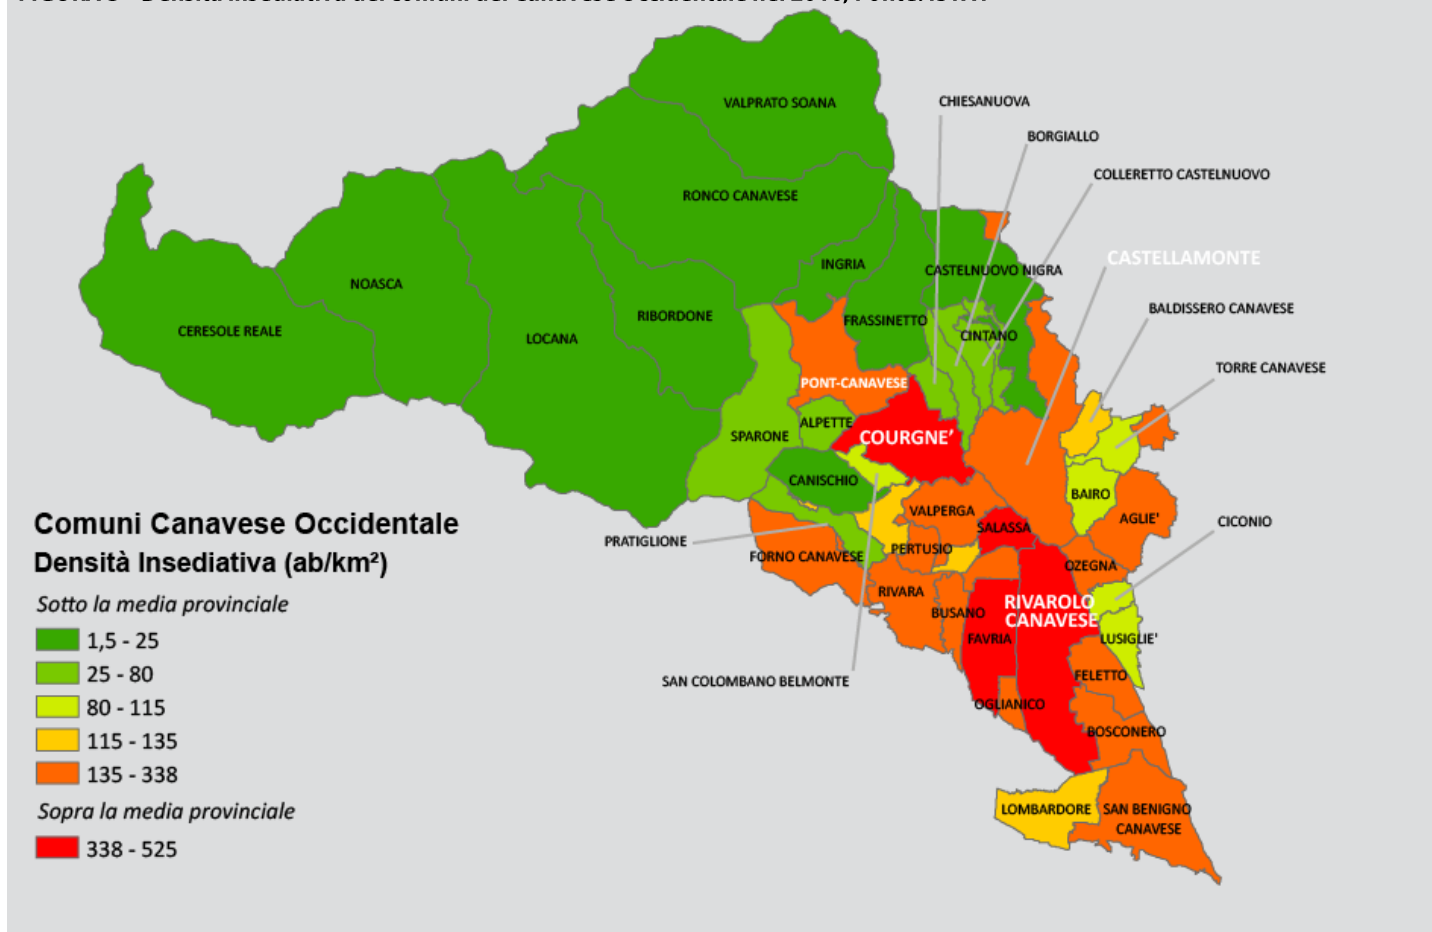 VALPRATO SOANA
CHIESANUOVA
BORGIALLO
COLLERETTO CASTELNUOVO
RONCO CANAVESE
CASTELLAMONTE
INGRIA
CASTELNUOVO NIGRA
NOASCA
BALDISSERO CANAVESE
RIBORDONE
FRASSINETTO
CERESOLE REALE
LOCANA
CINTANO
TORRE CANAVESE
PONT-CANAVESE
ALPETTE
SPARONE
COURGNE’
CANISCHIO
BAIRO
VALPERGA
AGLIE'
SALASSA
CICONIO
PRATIGLIONE
FORNO CANAVESE
PERTUSIO
OZEGNA
RIVARA
RIVAROLO
CANAVESE
BUSANO
FAVRIA
LUSIGLIE'
FELETTO
SAN COLOMBANO BELMONTE
OGLIANICO
BOSCONERO
LOMBARDORE
SAN BENIGNO
CANAVESE
Comuni Canavese Occidentale
Densità Insediativa (ab/km²)
Sotto la media provinciale
1,5 - 25
25 - 80
80 - 115
115 - 135
135 - 338
Sopra la media provinciale
338 - 525